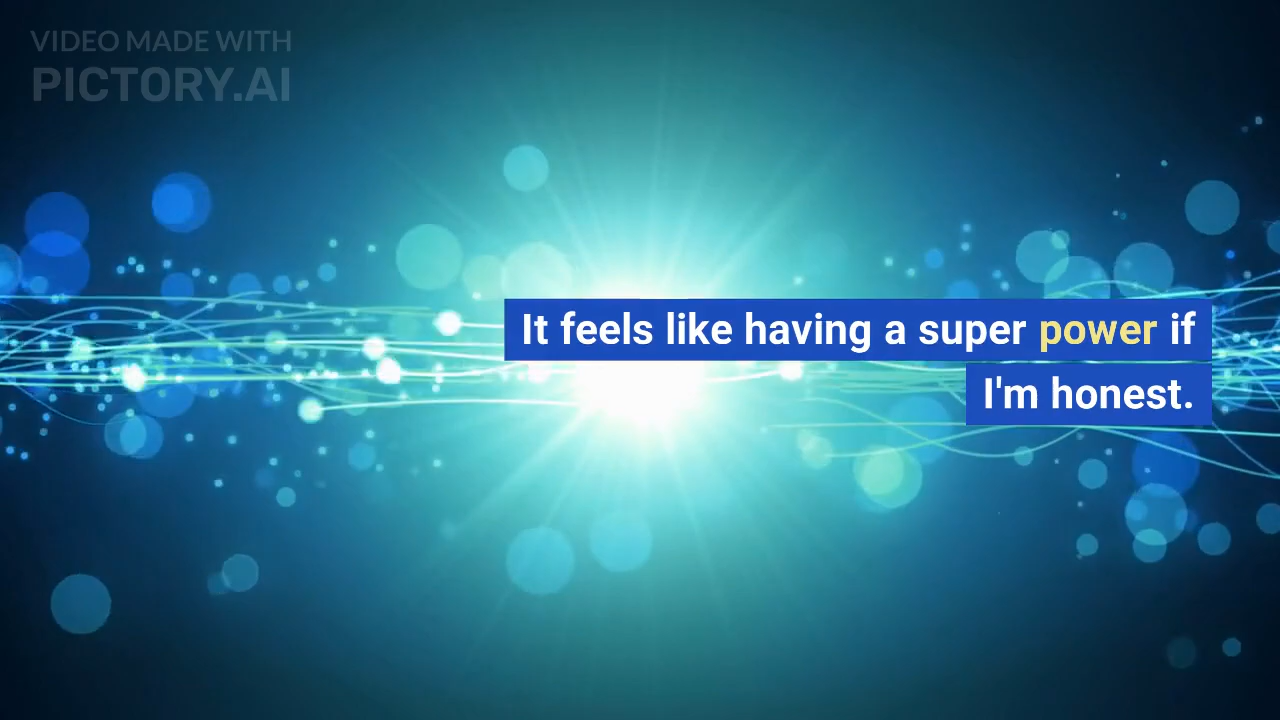 VIDEO MADE WITH
PICTORY.AI
It feels like having a super power if
I'm honest.